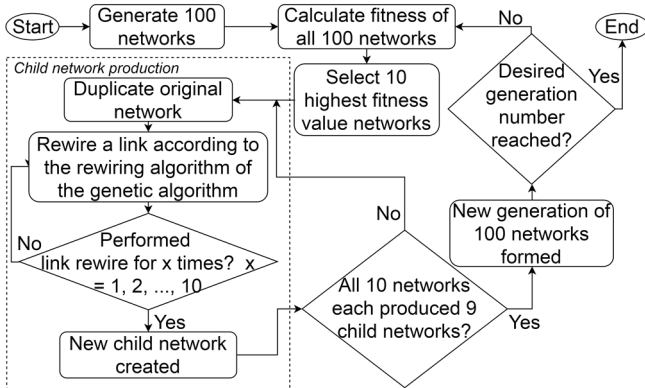 Start
Generate 100
networks
Calculate fitness of
all 100 networks
No
End
Child network production
Duplicate original
network
Select 10
highest fitness
value networks
Desired
generation
number
reached?
Yes
Rewire a link according to
the rewiring algorithm of
the genetic algorithm
No
Performed
link rewire for x times? x
= 1, 2, ..., 10
Yes
New child network
created
No
All 10 networks
each produced 9
child networks?
Yes
New generation of
100 networks
formed